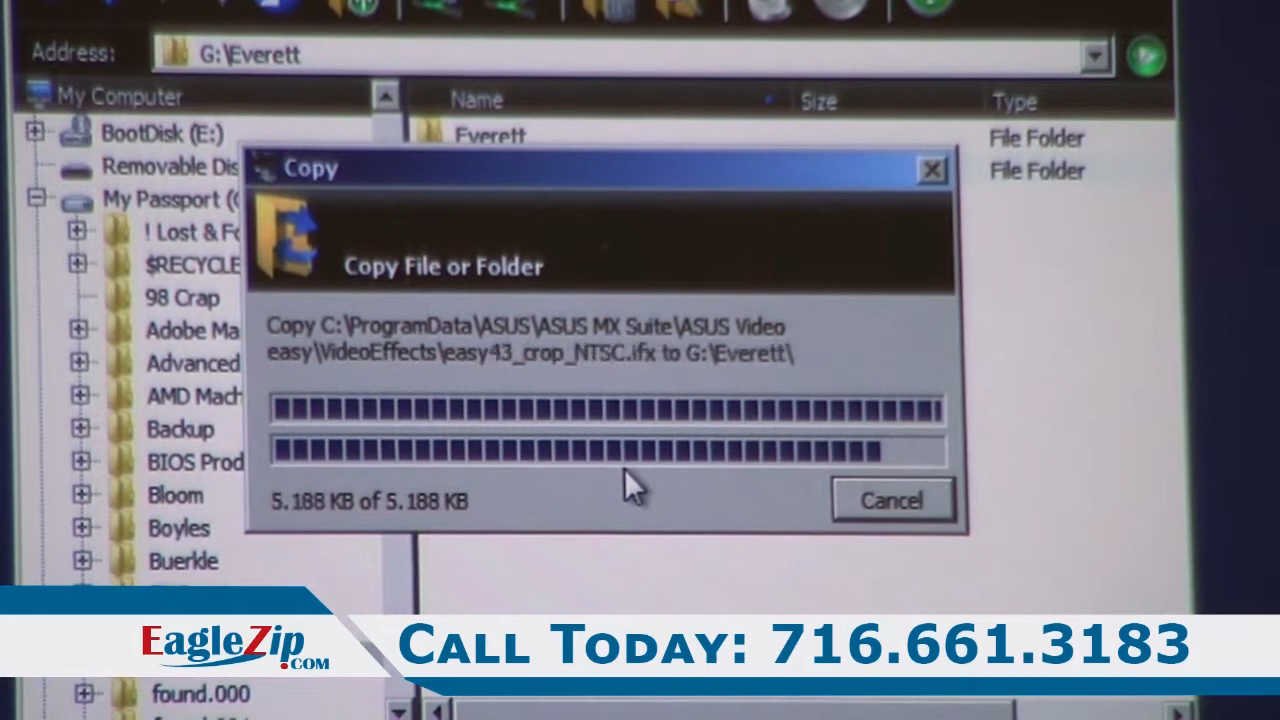 Address:
G:\Everett
My Computer
Name
Size
Type
BootDisk (E:)
Everett
File Folder
Removable Dis
File Folder
My Passport (
! Lost & Fo
$RECYCLE
98 Crap
Adobe Ma
Advanced
AMD Mach
Backup
BIOS Prod
Bloom
Boyles
Buerkle
found.000
Copy
Copy File or Folder
Copy C:\ProgramData\ASUS\ASUS MX Suite\ASUS Video
easy\VideoEffects\easy43_crop_NTSC.ifx to G:\Everett\
5.188 KB of 5.188 KB
Cancel
EagleZip.com
Call Today: 716.661.3183